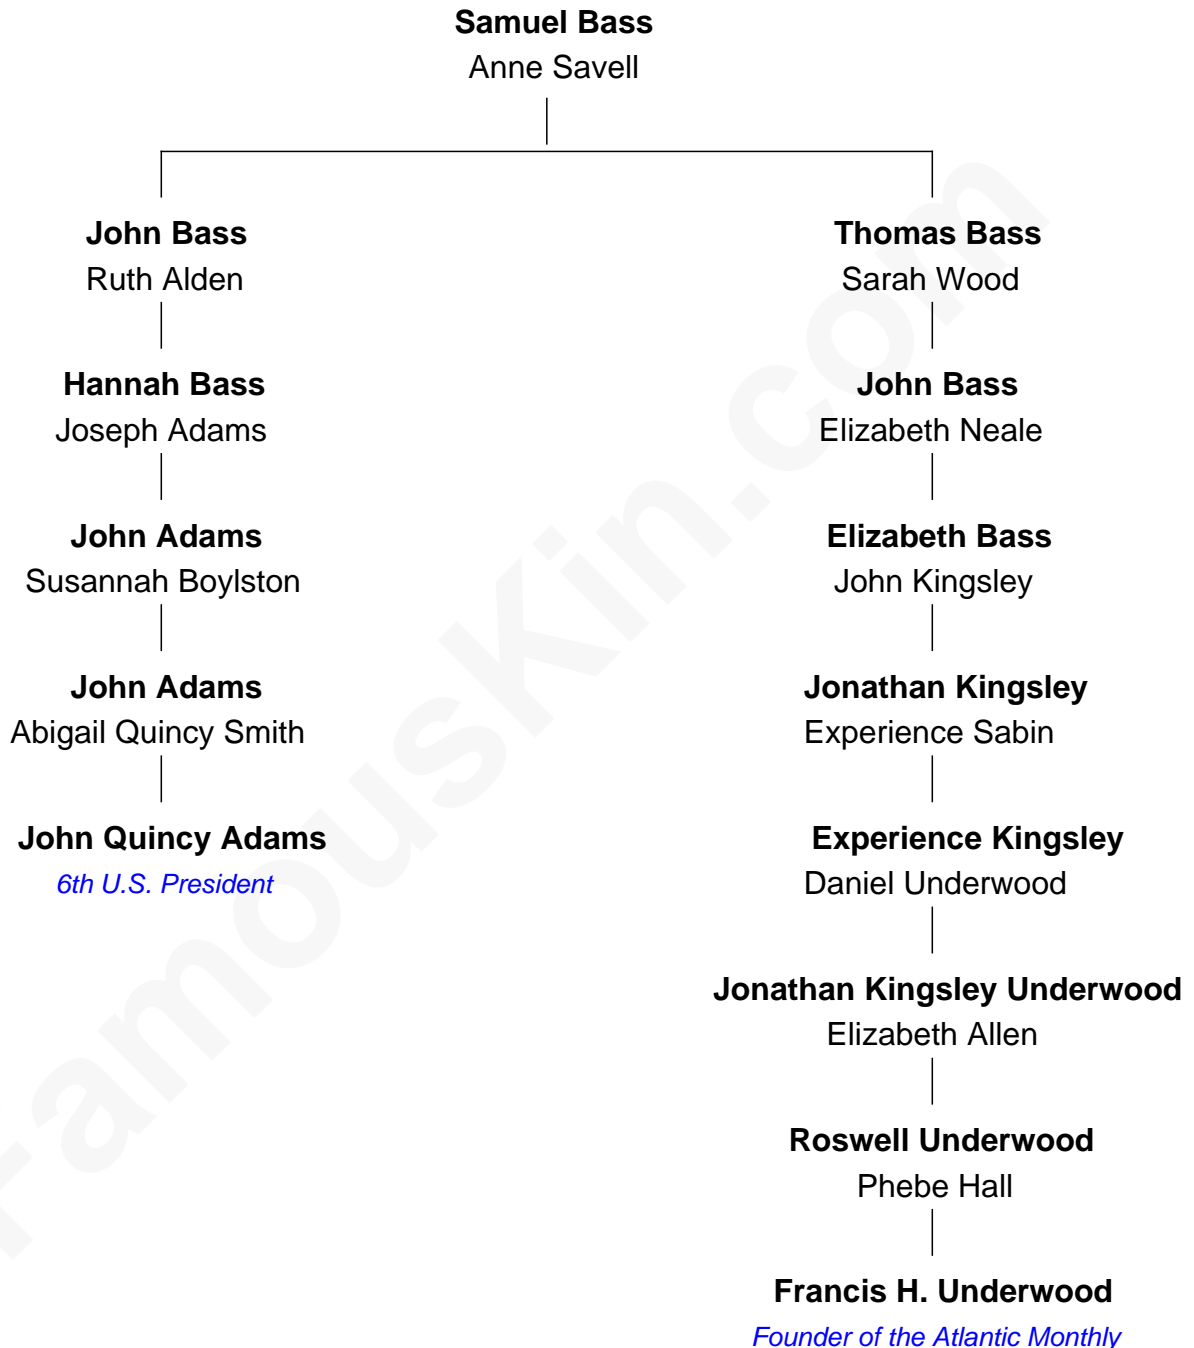 Samuel Bass
Anne Savell
John Bass
Ruth Alden
Hannah Bass
Joseph Adams
John Adams
Susannah Boylston
John Adams
Abigail Quincy Smith
John Quincy Adams
6th U.S. President
Thomas Bass
Sarah Wood
John Bass
Elizabeth Neale
Elizabeth Bass
John Kingsley
Jonathan Kingsley
Experience Sabin
Experience Kingsley
Daniel Underwood
Jonathan Kingsley Underwood
Elizabeth Allen
Roswell Underwood
Phebe Hall
Francis H. Underwood
Founder of the Atlantic Monthly
FamousKin.com